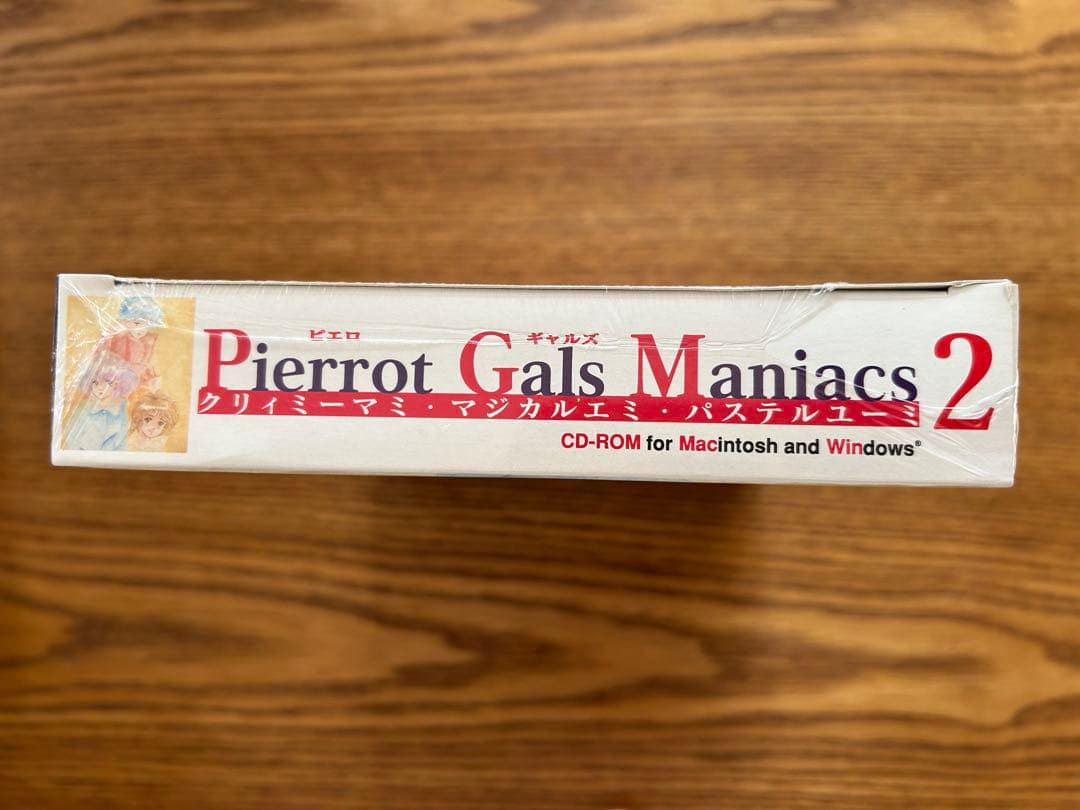 ピエロ ギャルズ
Pierrot Gals Maniacs 2
クリィミーマミ・マジカルエミ・パステルユーミ
CD-ROM for Macintosh and Windows®